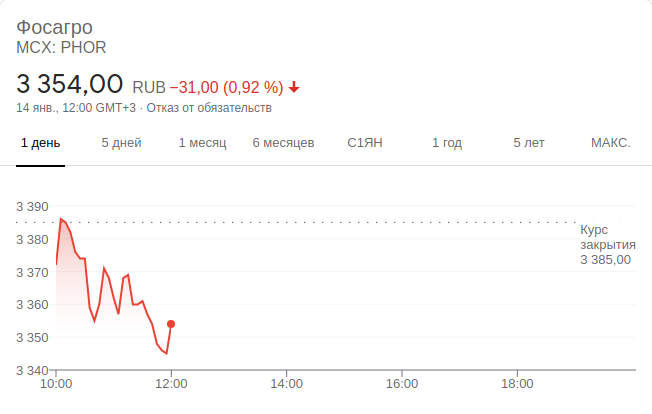 Фосагро
MCX: PHOR
3 354,00 RUB −31,00 (0,92 %)
14 янв., 12:00 GMT+3 · Отказ от обязательств
1 день 5 дней 1 месяц 6 месяцев С1ЯН 1 год 5 лет МАКС.
3 390
Курс
закрытия
3 385,00
3 380
3 370
3 360
3 350
3 340
10:00 12:00 14:00 16:00 18:00